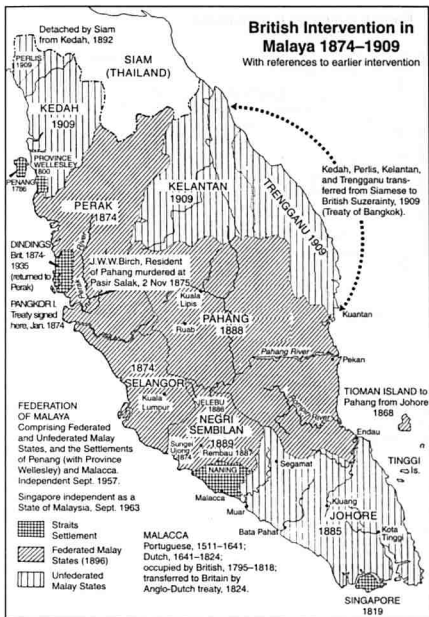 British Intervention in
Malaya 1874–1909
With references to earlier intervention
Detached by Siam
from Kedah, 1892
SIAM
(THAILAND)
PERLIS
1909
KEDAH
1909
PROVINCE
WELLESLEY
1800
PENANG
1786
PERAK
1874
KELANTAN
1909
TRENGGANU 1909
Kedah, Perlis, Kelantan,
and Trengganu trans-
ferred from Siamese to
British Suzerainty, 1909
(Treaty of Bangkok).
DINDINGS
Brit. 1874-
1935
(returned to
Perak)
J.W.W.Birch, Resident
of Pahang murdered at
Pasir Salak, 2 Nov 1875
PANGKOR I.
Treaty signed
here, Jan. 1874
Kuala
Lipis
Ruab
PAHANG
1888
Kuantan
Pahang River
Pekan
1874
SELANGOR
Kuala
Lumpur
JELEBU
1886
NEGRI
SEMBILAN
1889
Sungei
Ujong
1874
Rembau 1887
NANING
Malacca
Muar
Segamat
Bata Pahat
TIOMAN ISLAND to
Pahang from Johore
1868
Endau
TINGGI
Is.
Kluang
JOHORE
1885
Kota
Tinggi
SINGAPORE
1819
FEDERATION
OF MALAYA
Comprising Federated
and Unfederated Malay
States, and the Settlements
of Penang (with Province
Wellesley) and Malacca.
Independent Sept. 1957.
Singapore independent as a
State of Malaysia, Sept. 1963
Straits
Settlement
Federated Malay
States (1896)
Unfederated
Malay States
MALACCA
Portuguese, 1511–1641;
Dutch, 1641–1824;
occupied by British, 1795–1818;
transferred to Britain by
Anglo-Dutch treaty, 1824.